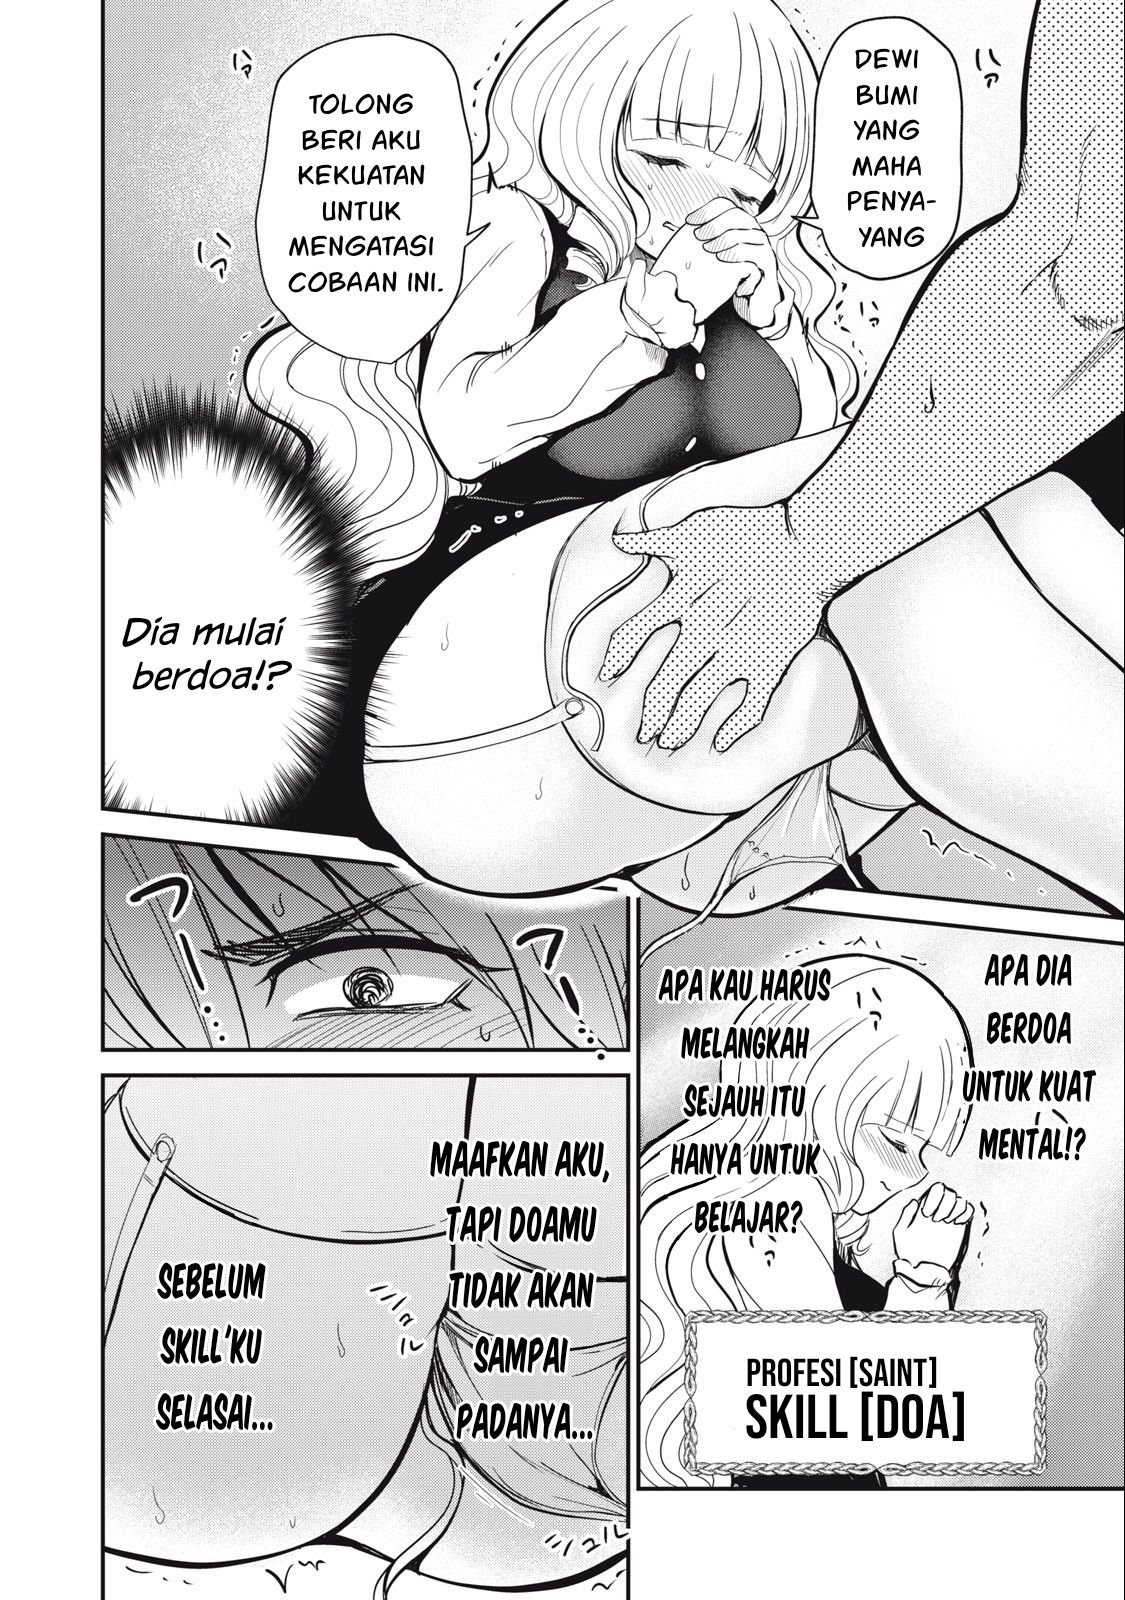 DEWI
BUMI
YANG
MAHA
PENYA-
YANG
TOLONG
BERI AKU
KEKUATAN
UNTUK
MENGATASI
COBAAN INI.
Dia mulai
berdoa!?
APA DIA
BERDOA
UNTUK KUAT
MENTAL!?
APA KAU HARUS
MELANGKAH
SEJAUH ITU
HANYA UNTUK
BELAJAR?
PROFESI [SAINT]
SKILL [DOA]
MAAFKAN AKU,
TAPI DOAMU
TIDAK AKAN
SAMPAI
PADANYA...
SEBELUM
SKILL'KU
SELASAI...